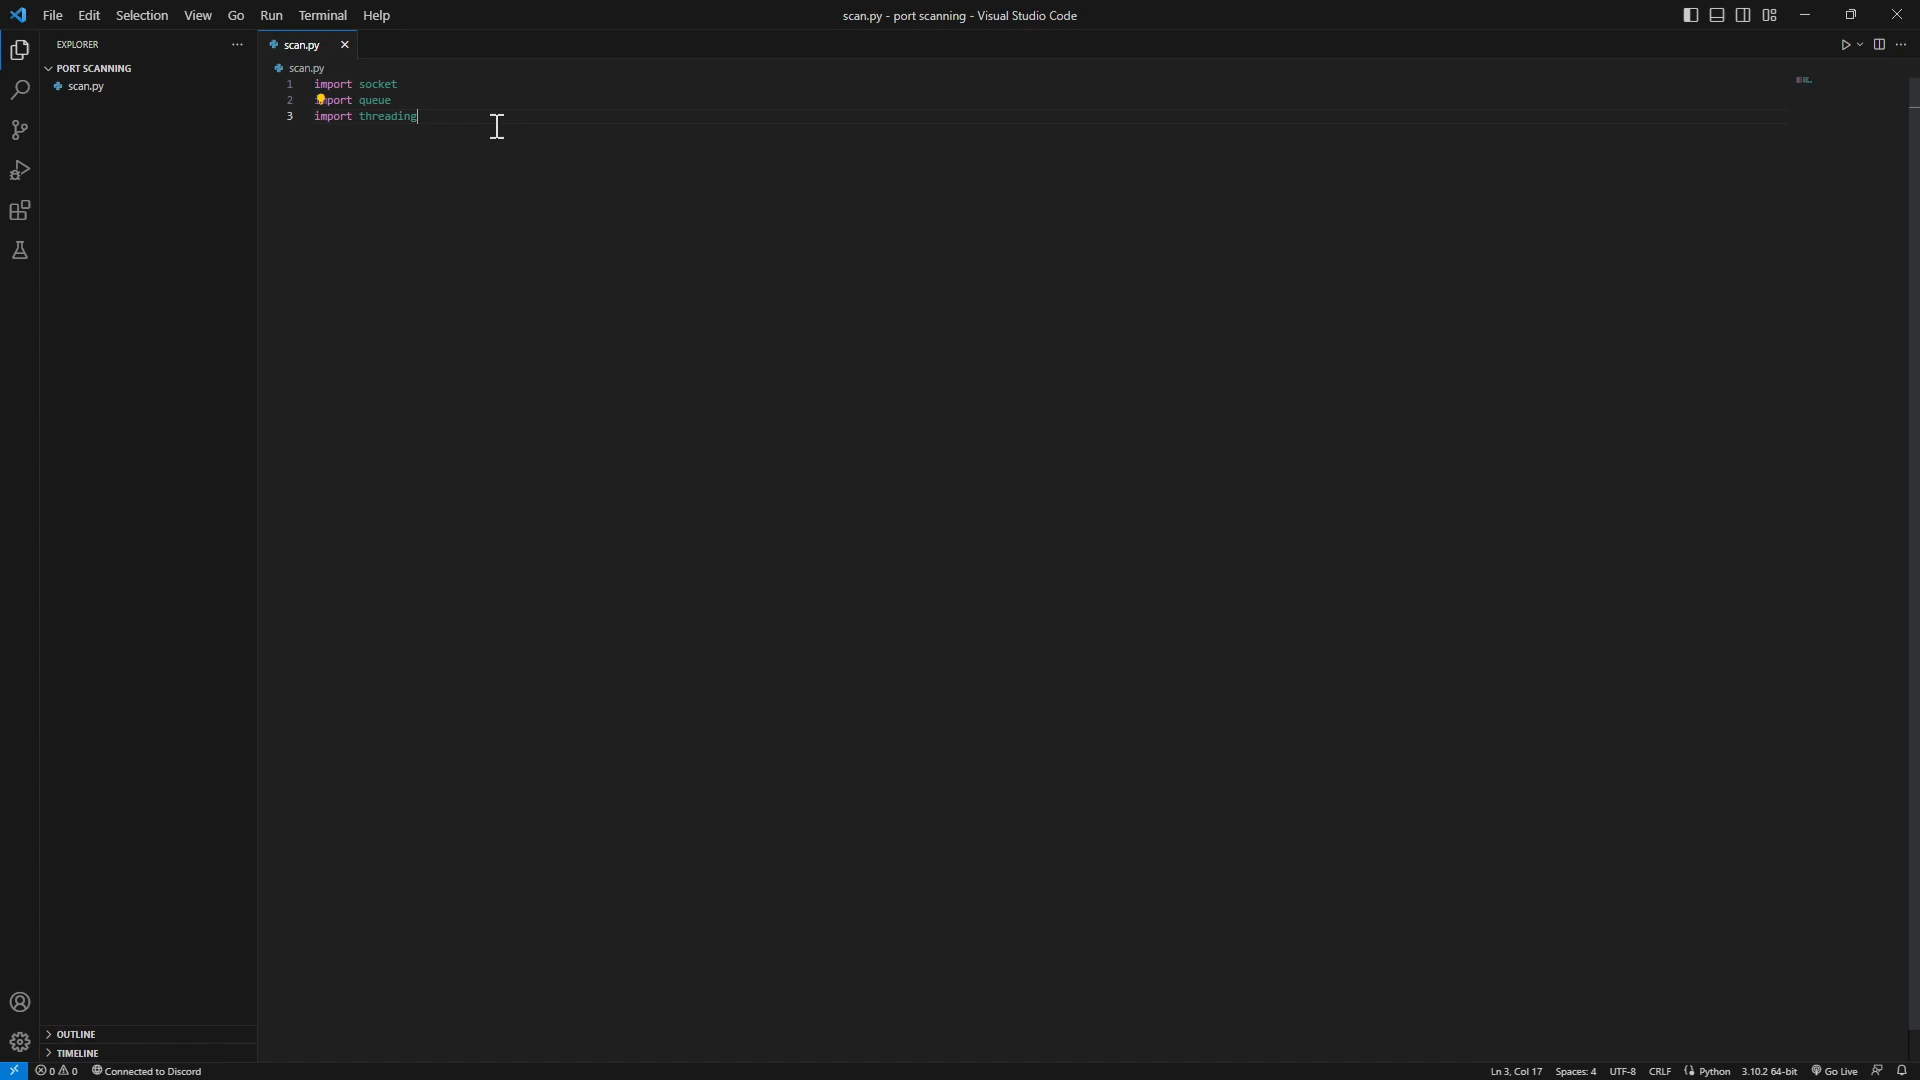 File Edit Selection View Go Run Terminal Help
scan.py - port scanning - Visual Studio Code
EXPLORER
PORT SCANNING
scan.py
OUTLINE
TIMELINE
scan.py
scan.py
1 import socket
2 import queue
3 import threading
0 0 Connected to Discord
Ln 3, Col 17 Spaces: 4 UTF-8 CRLF Python 3.10.2 64-bit Go Live